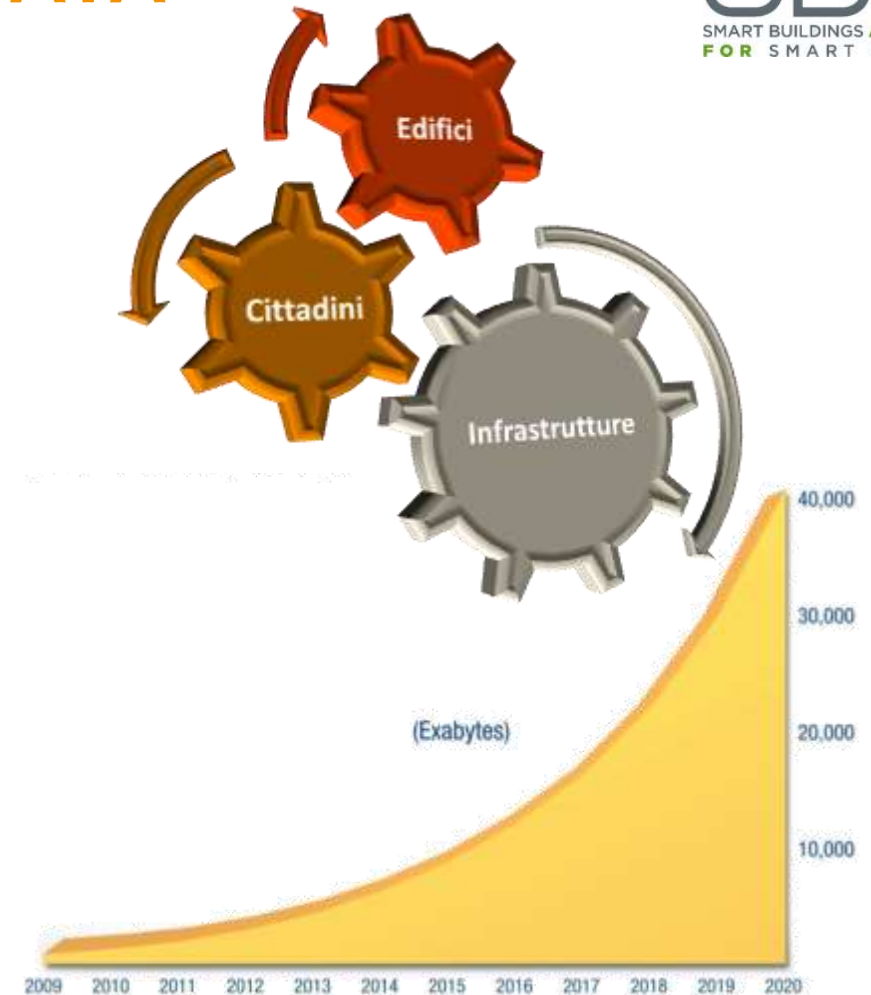 SMART BUILDINGS
FOR SMART
Edifici
Cittadini
Infrastrutture
40,000
30,000
(Exabytes)
20,000
10,000
2009 2010 2011 2012 2013 2014 2015 2016 2017 2018 2019 2020